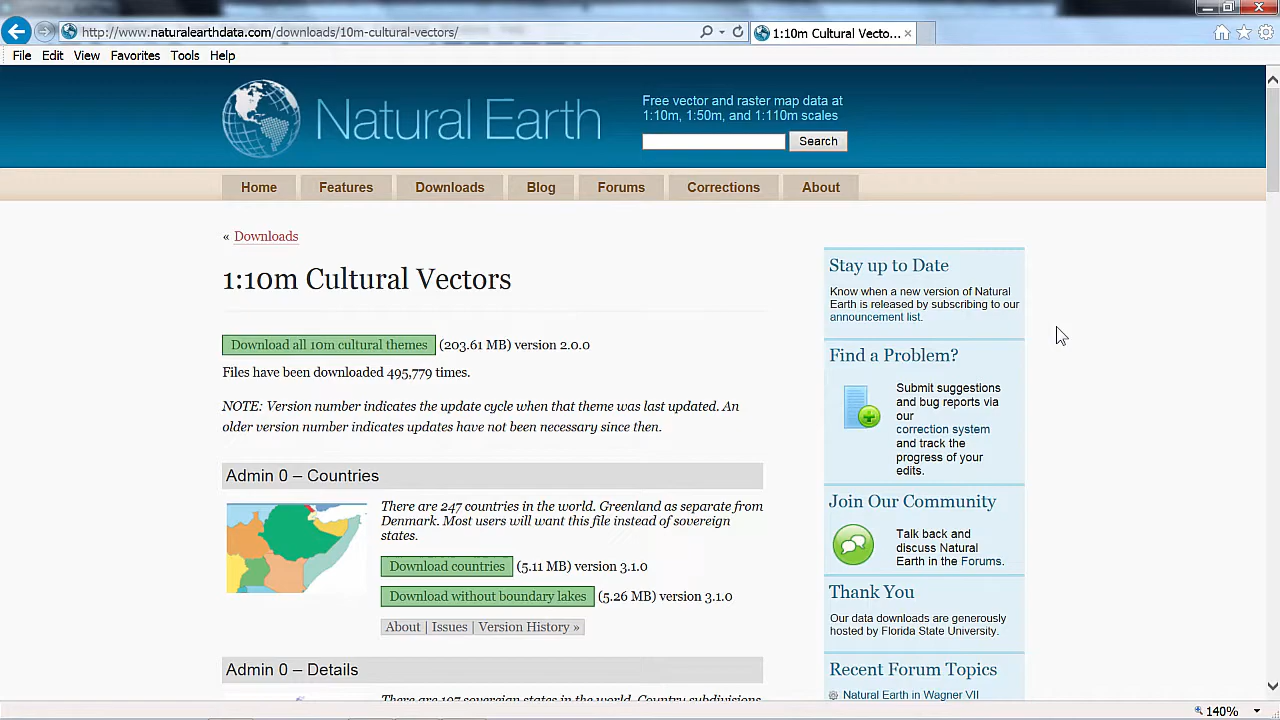 http://www.naturalearthdata.com/downloads/10m-cultural-vectors/
1:10m Cultural Vecto...
File Edit View Favorites Tools Help
Natural Earth
Free vector and raster map data at
1:10m, 1:50m, and 1:110m scales
Search
Home Features Downloads Blog Forums Corrections About
« Downloads
1:10m Cultural Vectors
Download all 10m cultural themes (203.61 MB) version 2.0.0
Files have been downloaded 495,779 times.
NOTE: Version number indicates the update cycle when that theme was last updated. An
older version number indicates updates have not been necessary since then.
Admin 0 – Countries
There are 247 countries in the world. Greenland as separate from
Denmark. Most users will want this file instead of sovereign
states.
Download countries (5.11 MB) version 3.1.0
Download without boundary lakes (5.26 MB) version 3.1.0
About | Issues | Version History »
Admin 0 – Details
There are 197 sovereign states in the world. Country subdivisions
Stay up to Date
Know when a new version of Natural
Earth is released by subscribing to our
announcement list.
Find a Problem?
Submit suggestions
and bug reports via
our
correction system
and track the
progress of your
edits.
Join Our Community
Talk back and
discuss Natural
Earth in the Forums.
Thank You
Our data downloads are generously
hosted by Florida State University.
Recent Forum Topics
Natural Earth in Wagner VII
140%